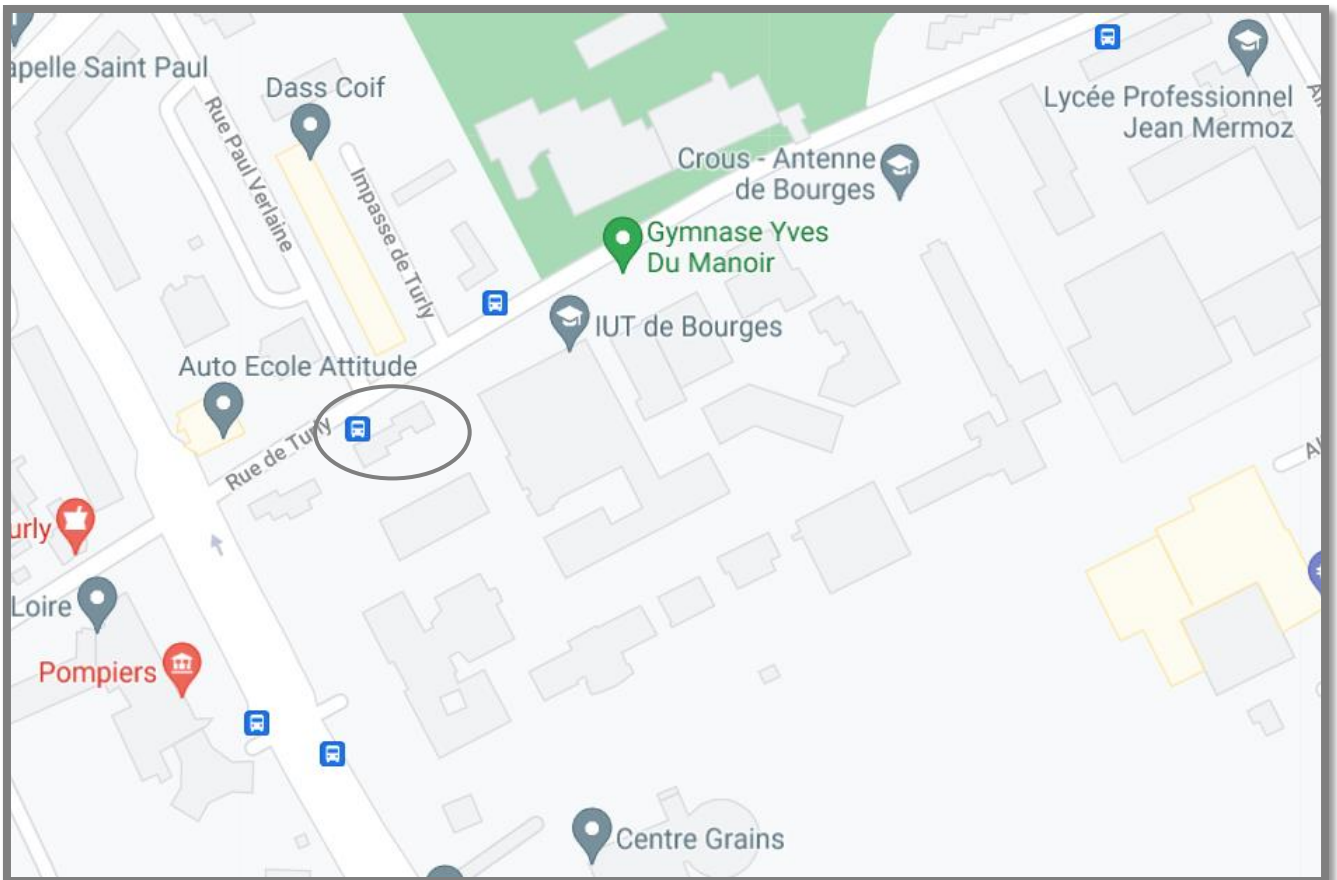 apelle Saint Paul
Dass Coif
Rue Paul Verlaine
Impasse de Turly
Lycée Professionnel
Jean Mermoz
Crous - Antenne
de Bourges
Gymnase Yves
Du Manoir
IUT de Bourges
Auto Ecole Attitude
Rue de Turly
urly
Loire
Pompiers
Centre Grains
Al